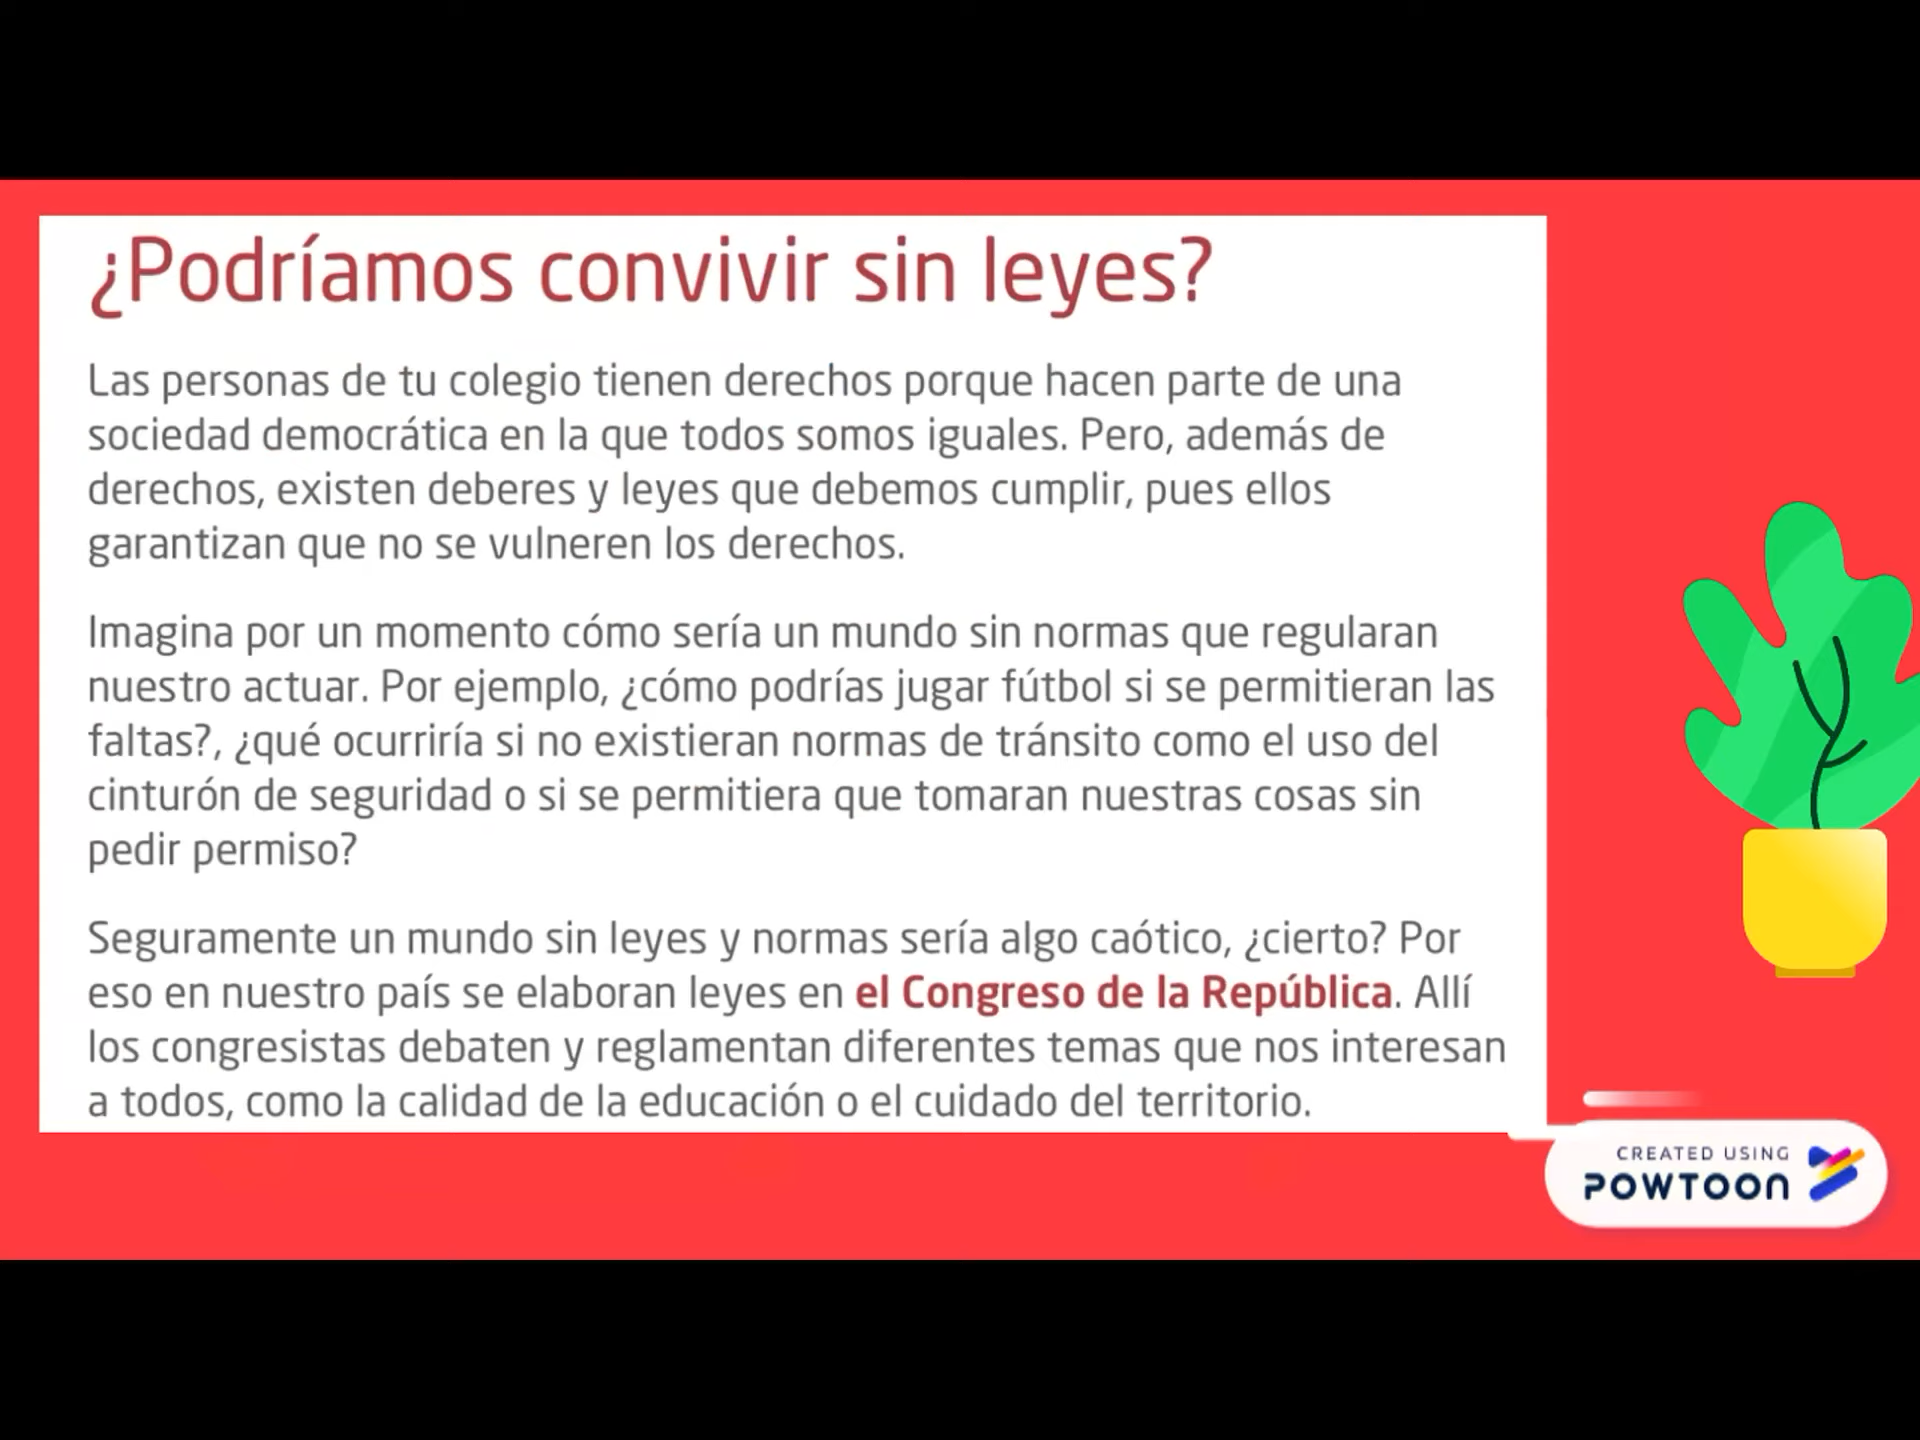 ¿Podríamos convivir sin leyes?
Las personas de tu colegio tienen derechos porque hacen parte de una
sociedad democrática en la que todos somos iguales. Pero, además de
derechos, existen deberes y leyes que debemos cumplir, pues ellos
garantizan que no se vulneren los derechos.
Imagina por un momento cómo sería un mundo sin normas que regularan
nuestro actuar. Por ejemplo, ¿cómo podrías jugar fútbol si se permitieran las
faltas?, ¿qué ocurriría si no existieran normas de tránsito como el uso del
cinturón de seguridad o si se permitiera que tomaran nuestras cosas sin
pedir permiso?
Seguramente un mundo sin leyes y normas sería algo caótico, ¿cierto? Por
eso en nuestro país se elaboran leyes en el Congreso de la República. Allí
los congresistas debaten y reglamentan diferentes temas que nos interesan
a todos, como la calidad de la educación o el cuidado del territorio.
CREATED USING
POWTOON